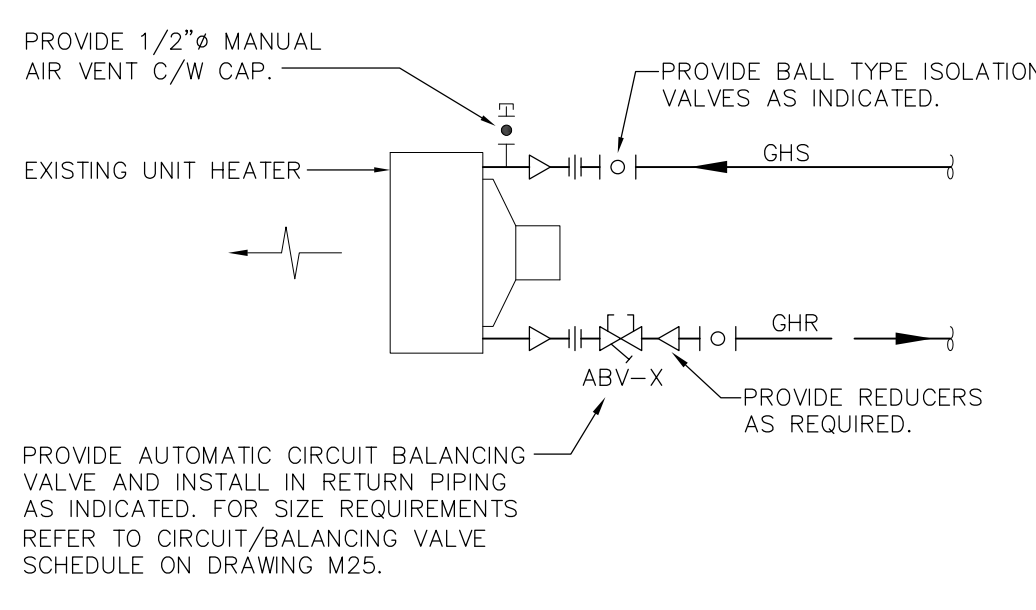 PROVIDE 1/2"ø MANUAL
AIR VENT C/W CAP.
PROVIDE BALL TYPE ISOLATION
VALVES AS INDICATED.
GHS
EXISTING UNIT HEATER
GHR
ABV-X
PROVIDE REDUCERS
AS REQUIRED.
PROVIDE AUTOMATIC CIRCUIT BALANCING
VALVE AND INSTALL IN RETURN PIPING
AS INDICATED. FOR SIZE REQUIREMENTS
REFER TO CIRCUIT/BALANCING VALVE
SCHEDULE ON DRAWING M25.